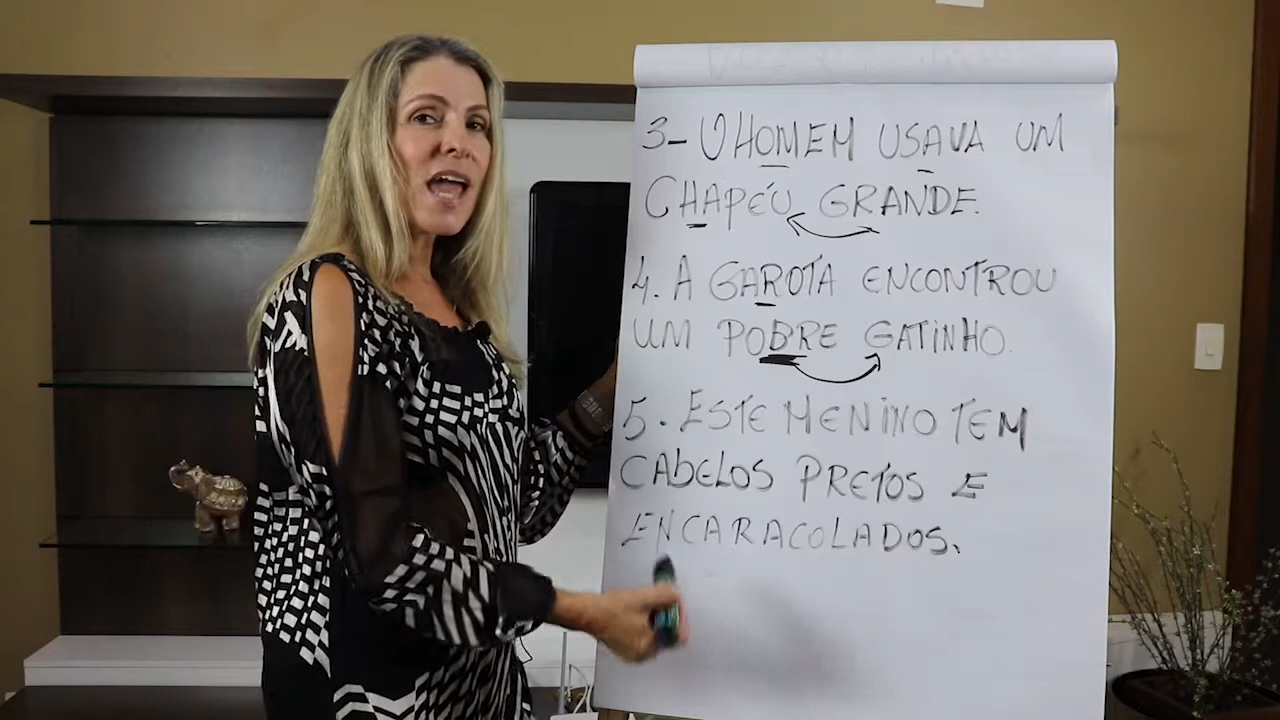 3- O HOMEM USAVA UM
CHAPÉU GRANDE.
4. A GAROTA ENCONTROU
UM POBRE GATINHO.
5. ESTE MENINO TEM
CABELOS PRETOS E
ENCARACOLADOS.